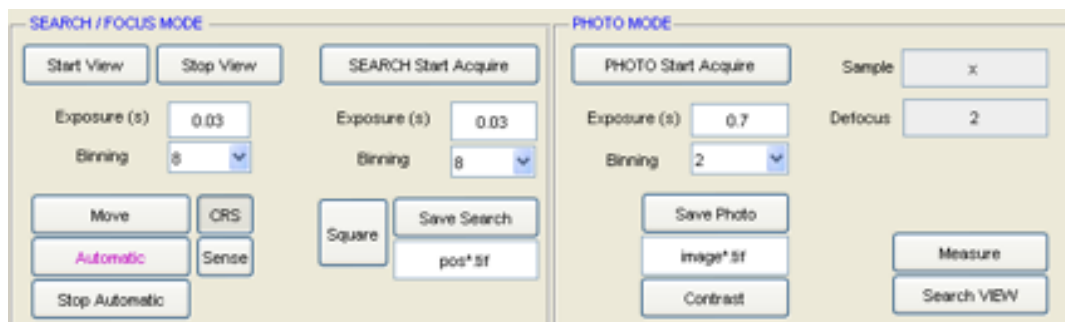 SEARCH / FOCUS MODE
Start View Stop View SEARCH Start Acquire
Exposure (s) 0.03 Exposure (s) 0.03
Binning 8 Binning 8
Move CRS Square Save Search
Automatic Sense pos*.tif
Stop Automatic
PHOTO MODE
PHOTO Start Acquire Sample x
Exposure (s) 0.7 Defocus 2
Binning 2
Save Photo
image*.tif Measure
Contrast Search VIEW